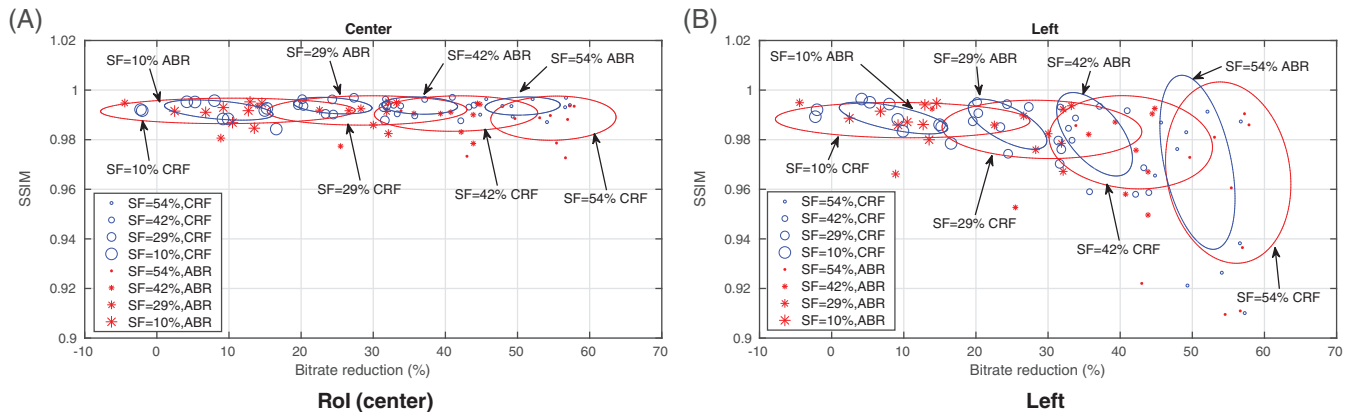 (A)
Center
1.02
1
0.98
0.96
0.94
0.92
0.9
SSIM
-10
0
10
20
30
40
50
60
70
Bitrate reduction (%)
SF=10% ABR
SF=29% ABR
SF=42% ABR
SF=54% ABR
SF=10% CRF
SF=29% CRF
SF=42% CRF
SF=54% CRF
SF=54%,CRF
SF=42%,CRF
SF=29%,CRF
SF=10%,CRF
SF=54%,ABR
SF=42%,ABR
SF=29%,ABR
SF=10%,ABR
RoI (center)
(B)
Left
1.02
1
0.98
0.96
0.94
0.92
0.9
SSIM
-10
0
10
20
30
40
50
60
70
Bitrate reduction (%)
SF=10% ABR
SF=29% ABR
SF=42% ABR
SF=54% ABR
SF=10% CRF
SF=29% CRF
SF=42% CRF
SF=54% CRF
SF=54%,CRF
SF=42%,CRF
SF=29%,CRF
SF=10%,CRF
SF=54%,ABR
SF=42%,ABR
SF=29%,ABR
SF=10%,ABR
Left